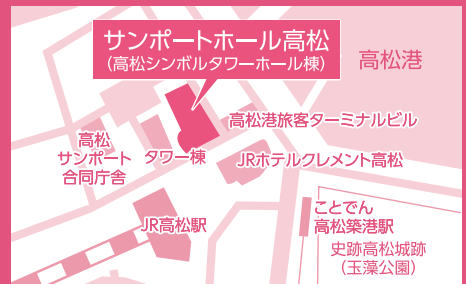 サンポートホール高松
（高松シンボルタワーホール棟）
高松港
高松港旅客ターミナルビル
高松
サンポート
合同庁舎
タワー棟
JRホテルクレメント高松
JR高松駅
ことでん
高松築港駅
史跡高松城跡
（玉藻公園）